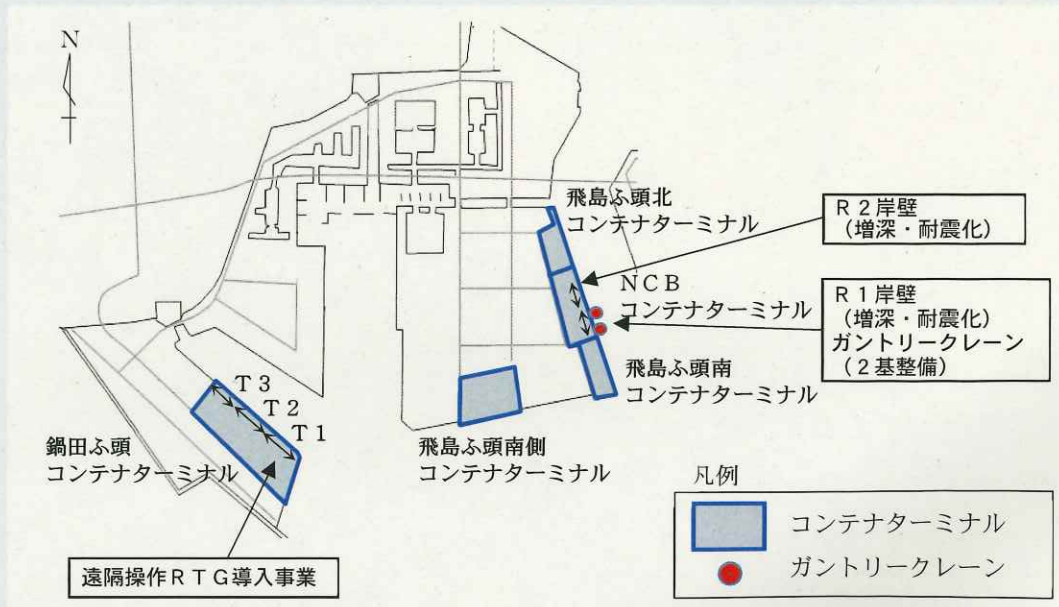 N
飛島ふ頭北
コンテナターミナル
R2岸壁
(増深・耐震化)
NCB
コンテナターミナル
R1岸壁
(増深・耐震化)
ガントリークレーン
(2基整備)
飛島ふ頭南
コンテナターミナル
T3
T2
T1
鍋田ふ頭
コンテナターミナル
飛島ふ頭南側
コンテナターミナル
遠隔操作RTG導入事業
凡例
コンテナターミナル
ガントリークレーン